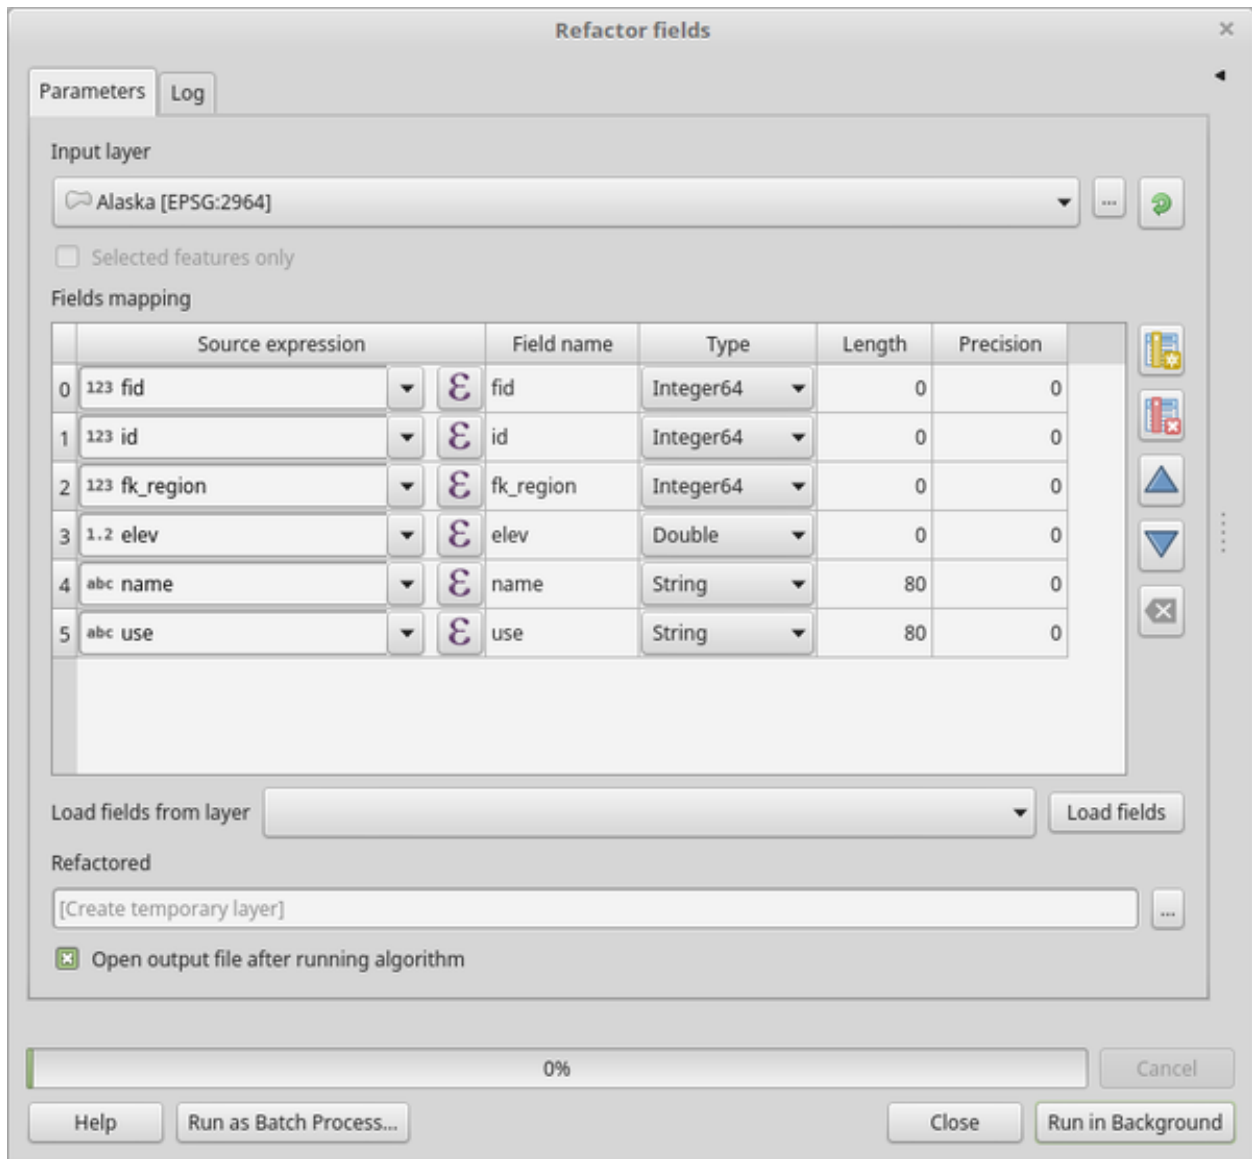 Refactor fields
Parameters Log
Input layer
Alaska [EPSG:2964] ...
Selected features only
Fields mapping
Source expression Field name Type Length Precision
0 123 fid ε fid Integer64 0 0
1 123 id ε id Integer64 0 0
2 123 fk_region ε fk_region Integer64 0 0
3 1.2 elev ε elev Double 0 0
4 abc name ε name String 80 0
5 abc use ε use String 80 0
Load fields from layer Load fields
Refactored
[Create temporary layer] ...
Open output file after running algorithm
0% Cancel
Help Run as Batch Process... Close Run in Background